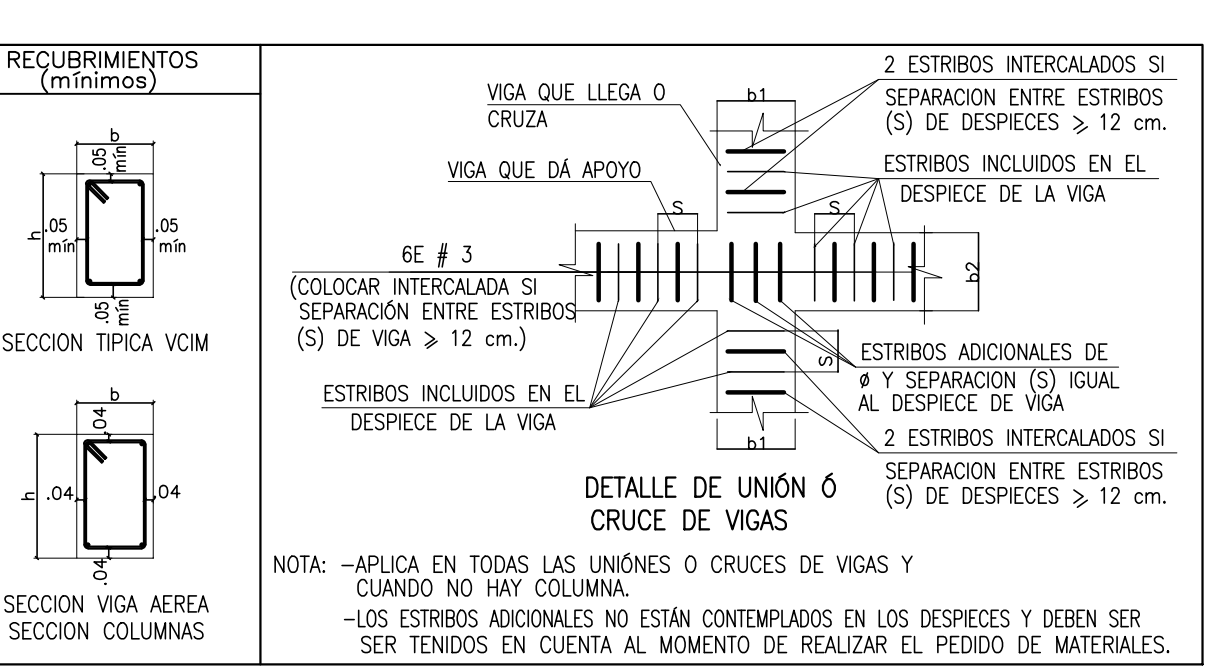 RECUBRIMIENTOS
(mínimos)
b
.05
mín
h
.05
mín
.05
mín
.05
mín
SECCION TIPICA VCIM
b
.04
h
.04
.04
.04
SECCION VIGA AEREA
SECCION COLUMNAS
VIGA QUE LLEGA O
CRUZA
b1
2 ESTRIBOS INTERCALADOS SI
SEPARACION ENTRE ESTRIBOS
(S) DE DESPIECES ⩾ 12 cm.
VIGA QUE DÁ APOYO
ESTRIBOS INCLUIDOS EN EL
DESPIECE DE LA VIGA
S
S
6E # 3
(COLOCAR INTERCALADA SI
SEPARACIÓN ENTRE ESTRIBOS
(S) DE VIGA ⩾ 12 cm.)
b2
S
ESTRIBOS ADICIONALES DE
ø Y SEPARACION (S) IGUAL
AL DESPIECE DE VIGA
ESTRIBOS INCLUIDOS EN EL
DESPIECE DE LA VIGA
b1
2 ESTRIBOS INTERCALADOS SI
SEPARACION ENTRE ESTRIBOS
(S) DE DESPIECES ⩾ 12 cm.
DETALLE DE UNIÓN Ó
CRUCE DE VIGAS
NOTA: -APLICA EN TODAS LAS UNIÓNES O CRUCES DE VIGAS Y
CUANDO NO HAY COLUMNA.
-LOS ESTRIBOS ADICIONALES NO ESTÁN CONTEMPLADOS EN LOS DESPIECES Y DEBEN SER
SER TENIDOS EN CUENTA AL MOMENTO DE REALIZAR EL PEDIDO DE MATERIALES.